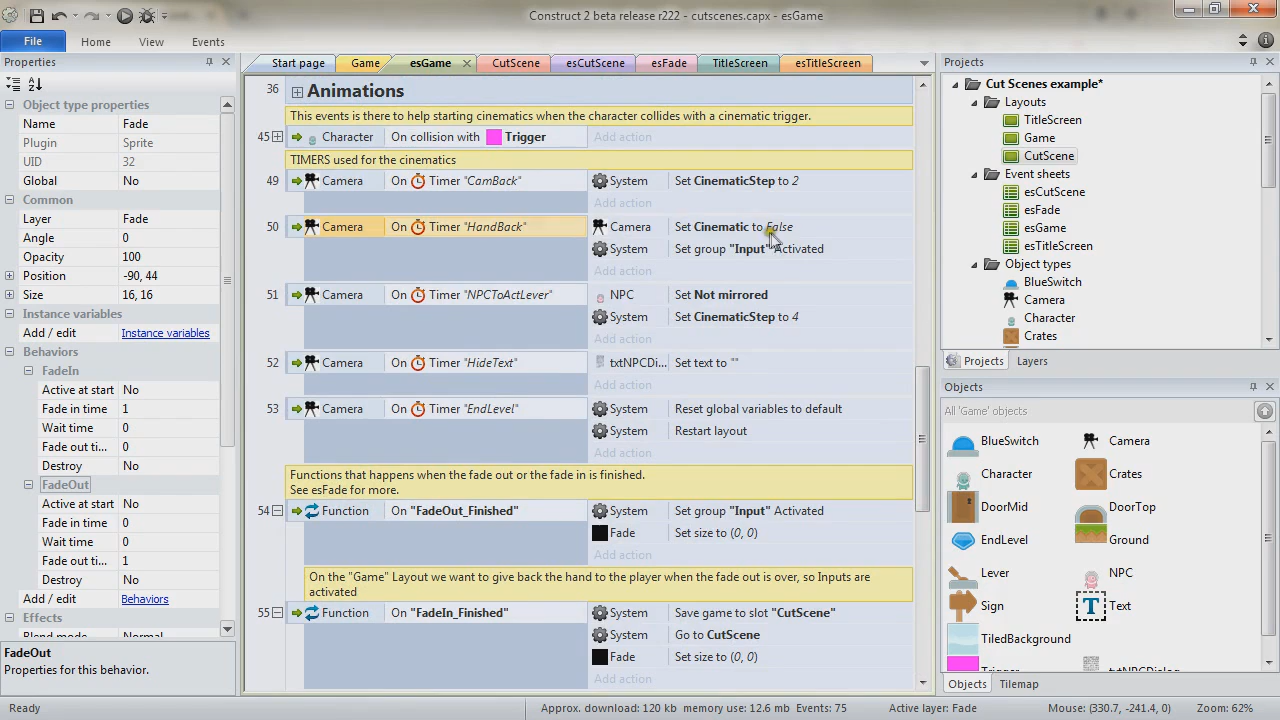 Construct 2 beta release r222 - cutscenes.capx - esGame
File Home View Events
Properties
Object type properties
Name Fade
Plugin Sprite
UID 32
Global No
Common
Layer Fade
Angle 0
Opacity 100
Position -90, 44
Size 16, 16
Instance variables
Add / edit Instance variables
Behaviors
FadeIn
Active at start No
Fade in time 1
Wait time 0
Fade out ti... 0
Destroy No
FadeOut
Active at start No
Fade in time 0
Wait time 0
Fade out ti... 1
Destroy No
Add / edit Behaviors
Effects
FadeOut
Properties for this behavior.
Start page Game esGame CutScene esCutScene esFade TitleScreen esTitleScreen
36 Animations
This events is there to help starting cinematics when the character collides with a cinematic trigger.
45 Character On collision with Trigger Add action
TIMERS used for the cinematics
49 Camera On Timer "CamBack" System Set CinematicStep to 2
Add action
50 Camera On Timer "HandBack" Camera Set Cinematic to False
System Set group "Input" Activated
Add action
51 Camera On Timer "NPCToActLever" NPC Set Not mirrored
System Set CinematicStep to 4
Add action
52 Camera On Timer "HideText" txtNPCDi... Set text to ""
Add action
53 Camera On Timer "EndLevel" System Reset global variables to default
System Restart layout
Add action
Functions that happens when the fade out or the fade in is finished.
See esFade for more.
54 Function On "FadeOut_Finished" System Set group "Input" Activated
Fade Set size to (0, 0)
Add action
On the "Game" Layout we want to give back the hand to the player when the fade out is over, so Inputs are
activated
55 Function On "FadeIn_Finished" System Save game to slot "CutScene"
System Go to CutScene
Fade Set size to (0, 0)
Add action
Projects
Cut Scenes example*
Layouts
TitleScreen
Game
CutScene
Event sheets
esCutScene
esFade
esGame
esTitleScreen
Object types
BlueSwitch
Camera
Character
Crates
Projects Layers
Objects
All 'Game' objects
BlueSwitch Camera
Character Crates
DoorMid DoorTop
EndLevel Ground
Lever NPC
Sign Text
TiledBackground
Trigger txtNPCDialog
Objects Tilemap
Ready Approx. download: 120 kb memory use: 12.6 mb Events: 75 Active layer: Fade Mouse: (330.7, -241.4, 0) Zoom: 62%